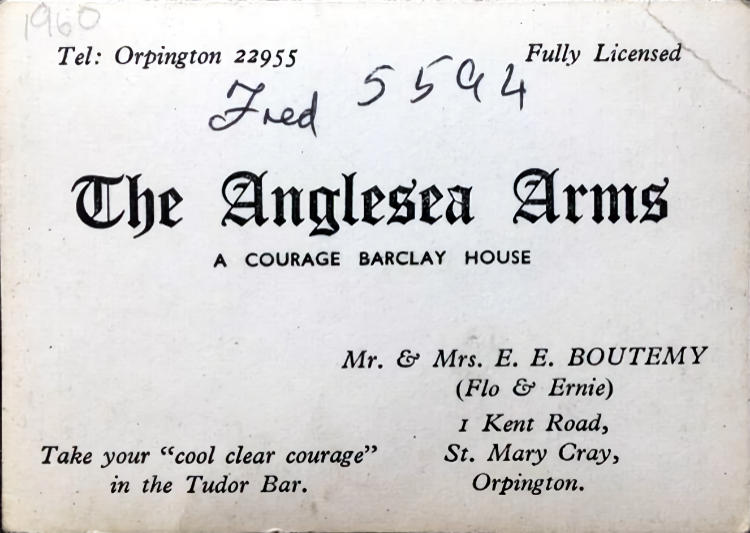 1960
Tel: Orpington 22955 Fully Licensed
Fred 5594
The Anglesea Arms
A COURAGE BARCLAY HOUSE
Mr. & Mrs. E. E. BOUTEMY
(Flo & Ernie)
1 Kent Road,
St. Mary Cray,
Orpington.
Take your “cool clear courage”
in the Tudor Bar.